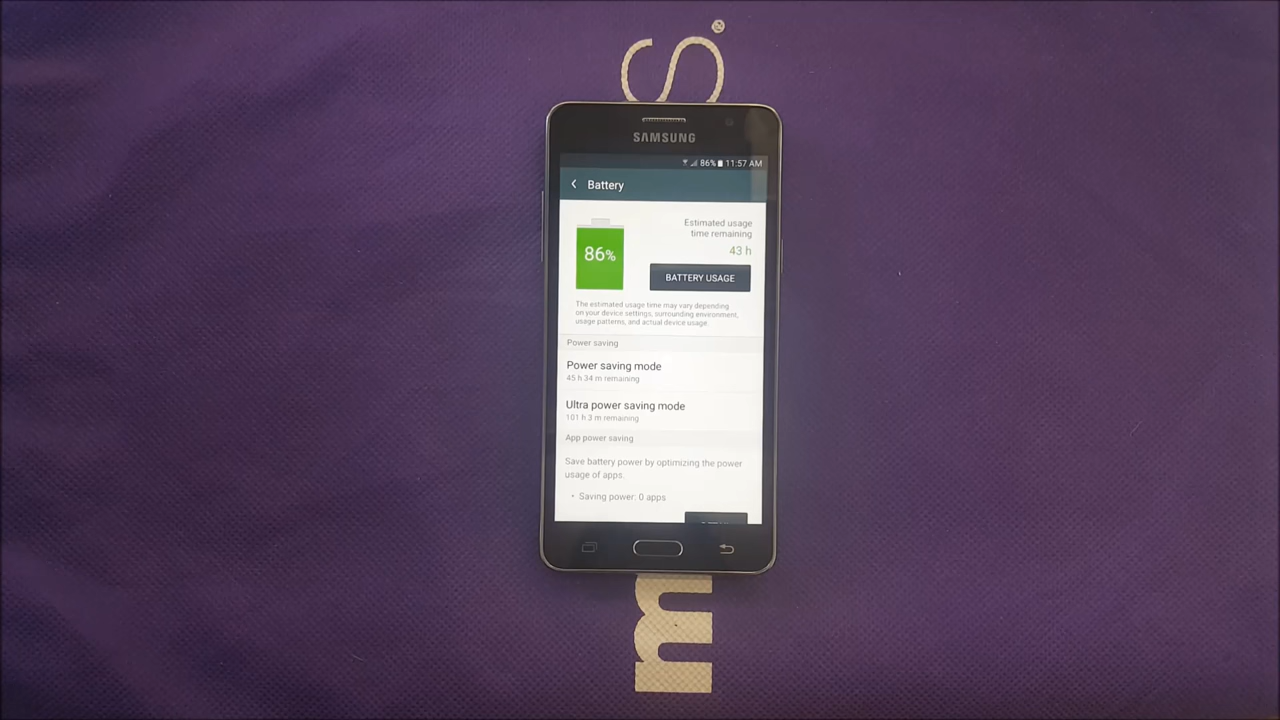 S
SAMSUNG
86% 11:57 AM
Battery
Estimated usage
time remaining
86%
43 h
BATTERY USAGE
The estimated usage time may vary depending
on your device settings, surrounding environment,
usage patterns, and actual device usage.
Power saving
Power saving mode
45 h 34 m remaining
Ultra power saving mode
101 h 3 m remaining
App power saving
Save battery power by optimizing the power
usage of apps.
• Saving power: 0 apps
m